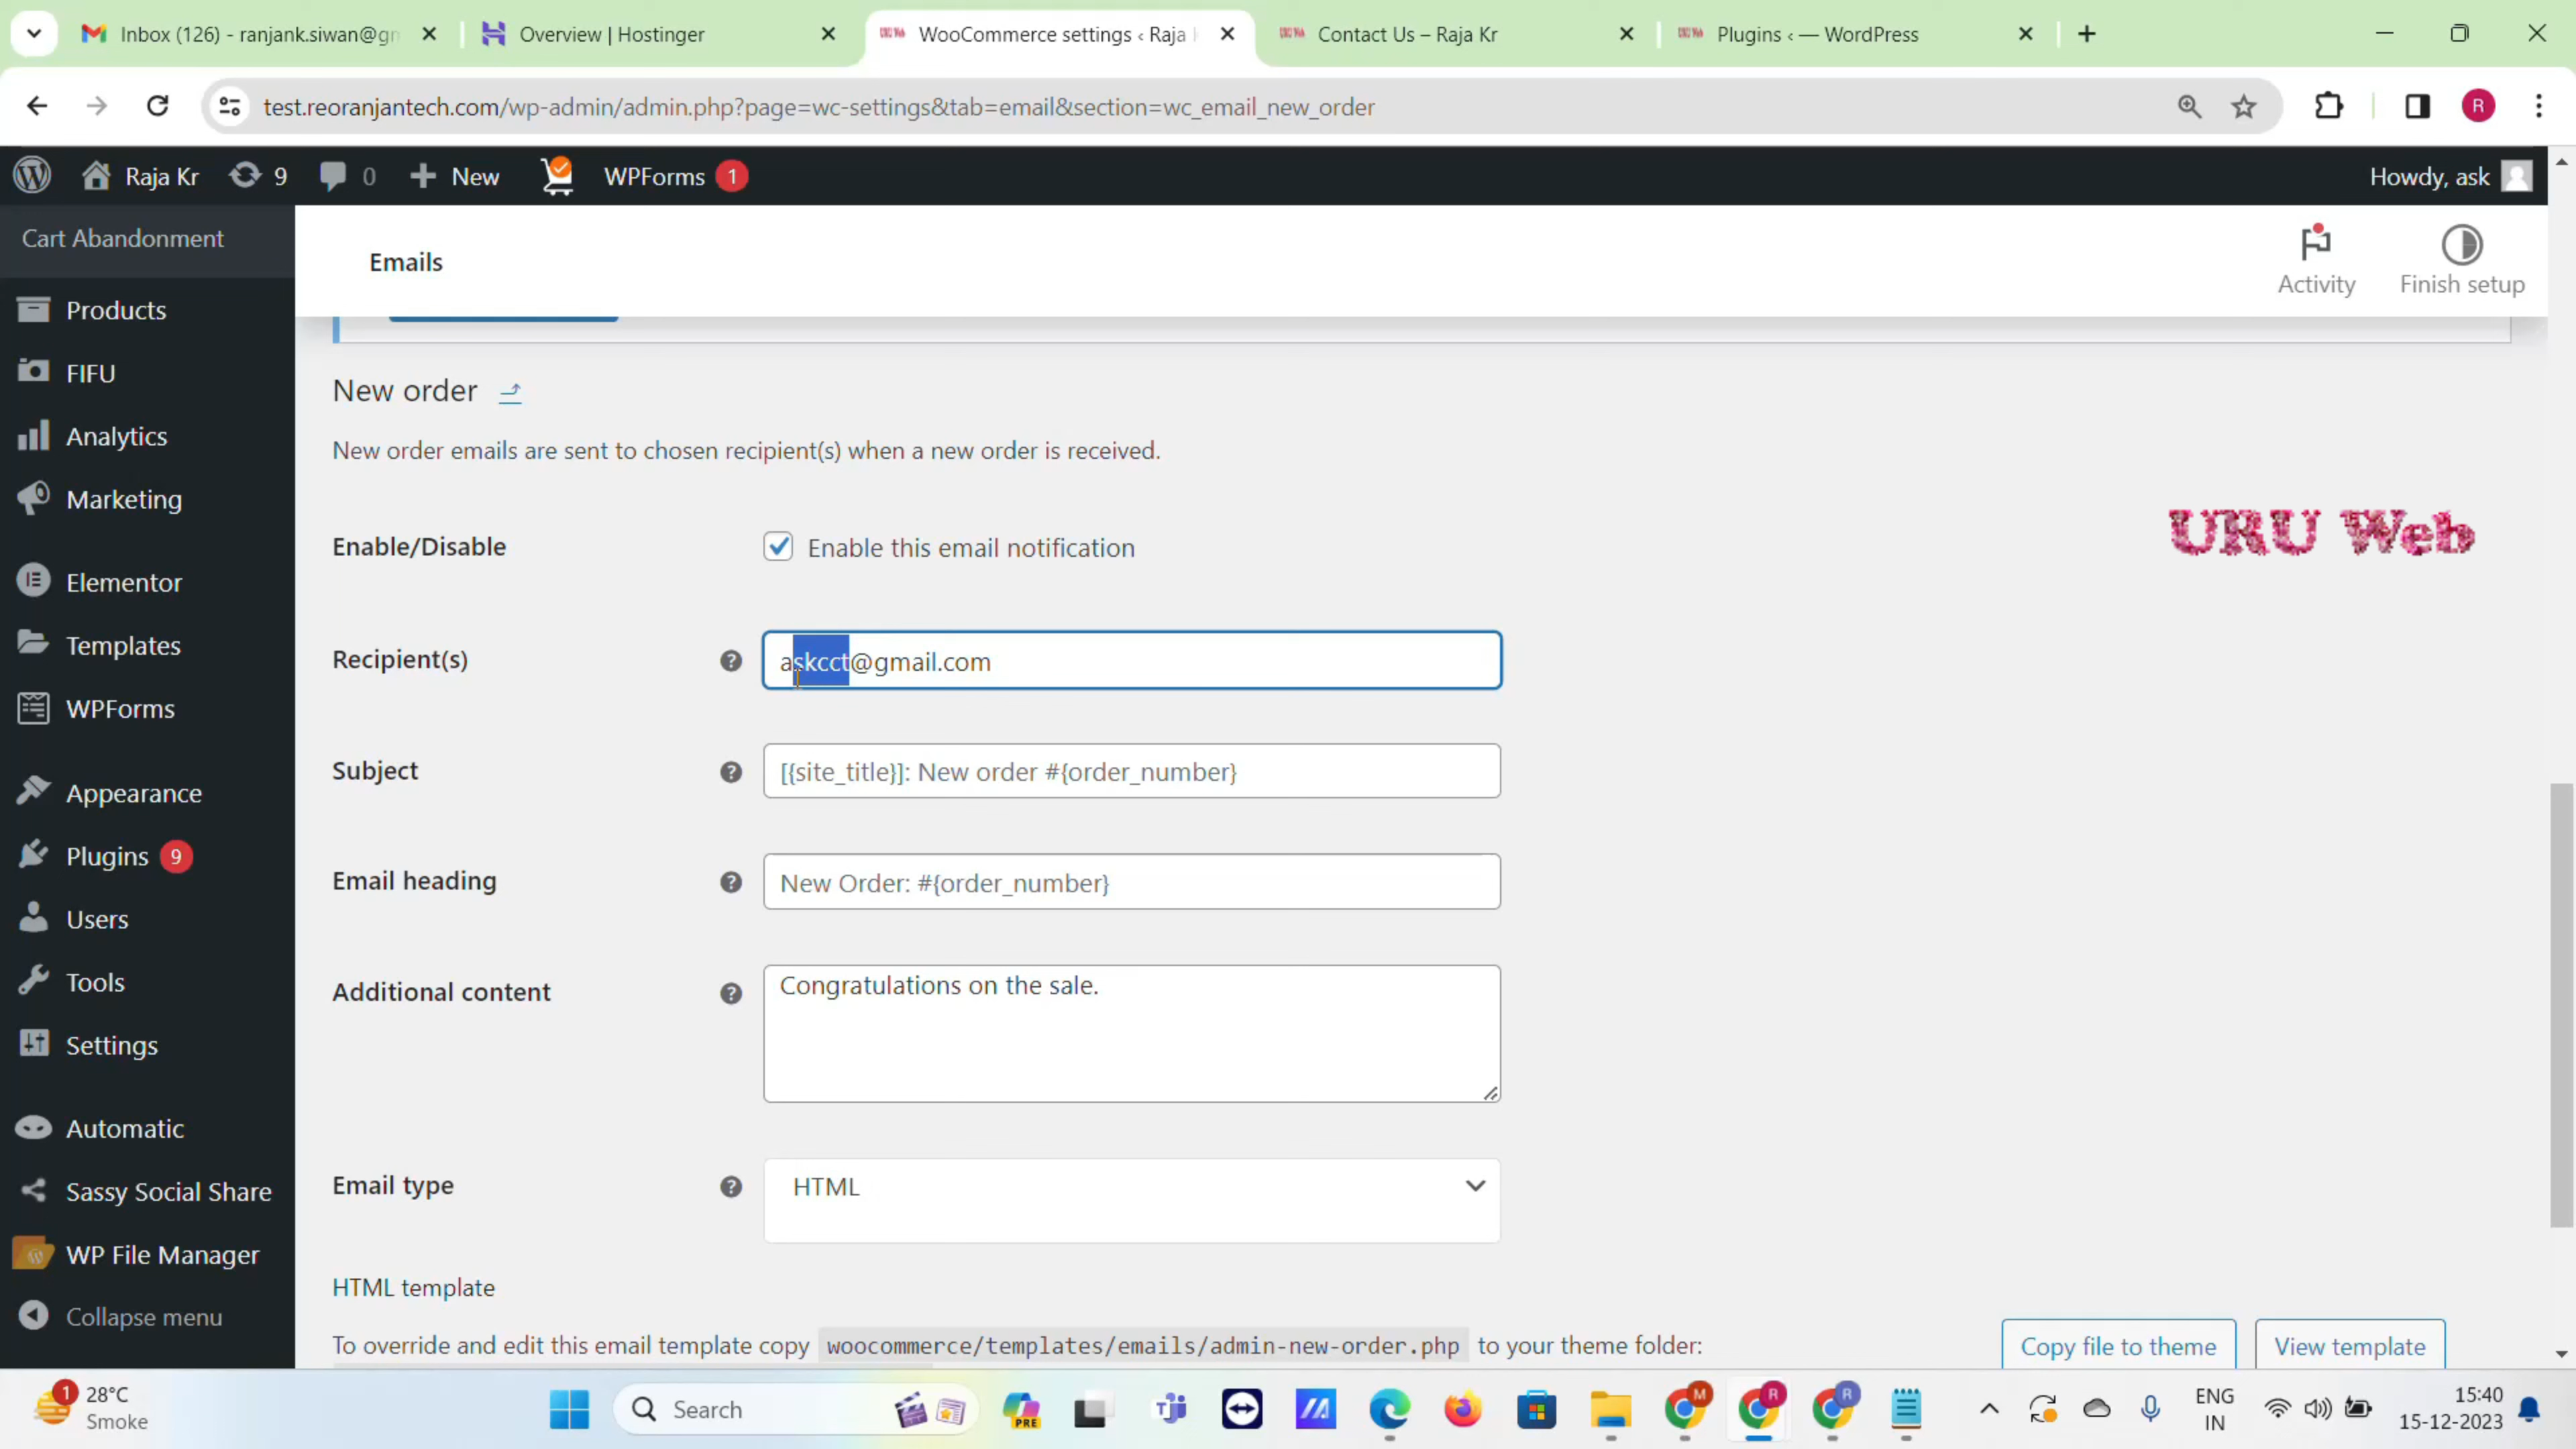 Inbox (126) - ranjank.siwan@gm
Overview | Hostinger
WooCommerce settings ‹ Raja
Contact Us – Raja Kr
Plugins ‹ — WordPress
test.reoranjantech.com/wp-admin/admin.php?page=wc-settings&tab=email&section=wc_email_new_order
R
Raja Kr
9
0
New
WPForms 1
Howdy, ask
Cart Abandonment
Products
FIFU
Analytics
Marketing
Elementor
Templates
WPForms
Appearance
Plugins 9
Users
Tools
Settings
Automatic
Sassy Social Share
WP File Manager
Collapse menu
Emails
Activity
Finish setup
New order
New order emails are sent to chosen recipient(s) when a new order is received.
URU Web
Enable/Disable
Enable this email notification
Recipient(s)
askcct@gmail.com
Subject
[{site_title}]: New order #{order_number}
Email heading
New Order: #{order_number}
Additional content
Congratulations on the sale.
Email type
HTML
HTML template
To override and edit this email template copy woocommerce/templates/emails/admin-new-order.php to your theme folder:
Copy file to theme
View template
1
28°C
Smoke
Search
PRE
M
R
R
ENG
IN
15:40
15-12-2023